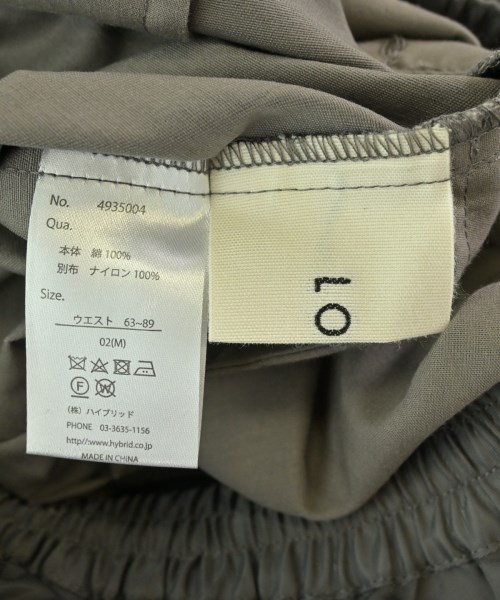 No. 4935004
Qua.
本体 綿 100%
別布 ナイロン 100%
Size.
ウエスト 63~89
02(M)
F W
(株) ハイブリッド
PHONE 03-3635-1156
http://www.hybrid.co.jp
MADE IN CHINA
01